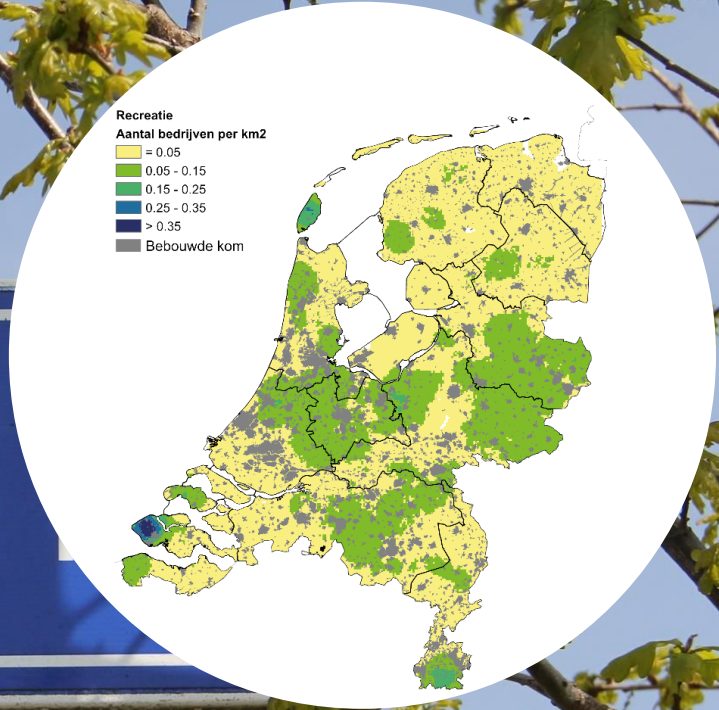 Recreatie
Aantal bedrijven per km2
= 0.05
0.05 - 0.15
0.15 - 0.25
0.25 - 0.35
> 0.35
Bebouwde kom